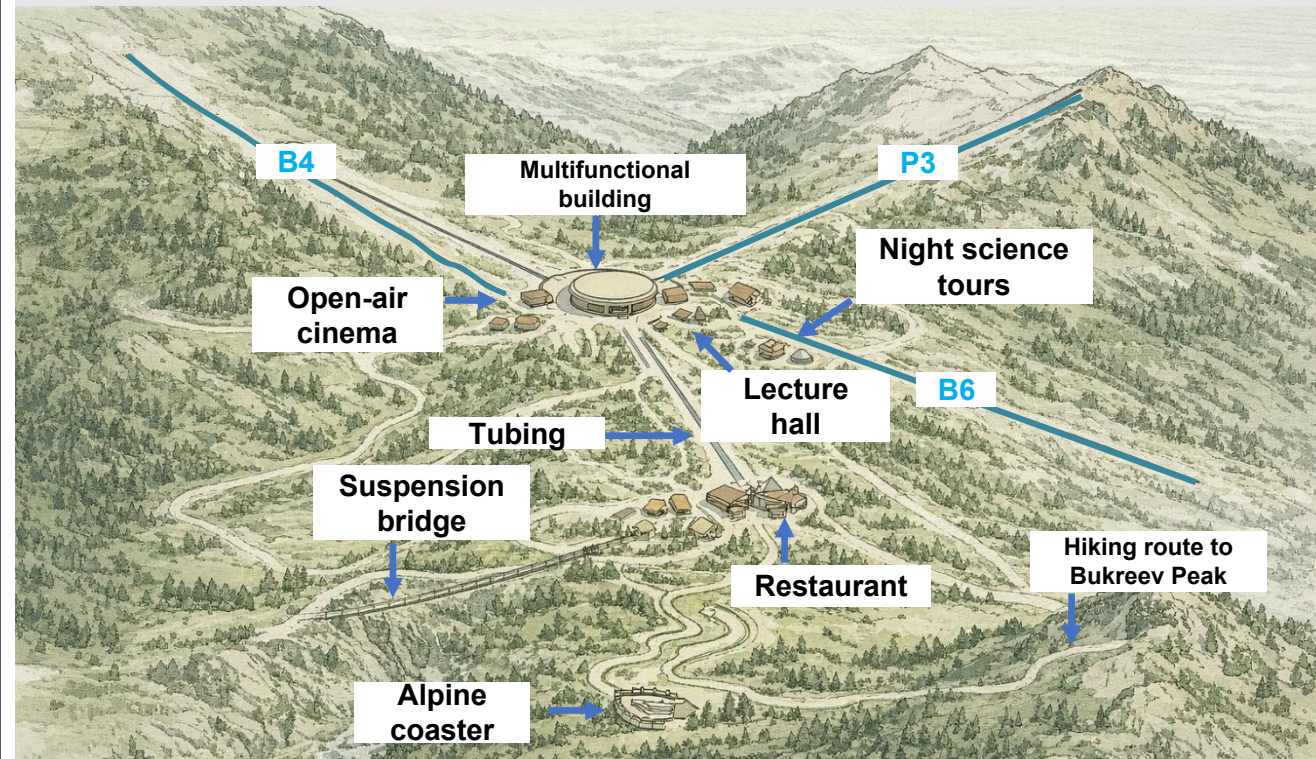 B4
Multifunctional
building
P3
Night science
tours
Open-air
cinema
Lecture
hall
B6
Tubing
Suspension
bridge
Hiking route to
Bukreev Peak
Restaurant
Alpine
coaster